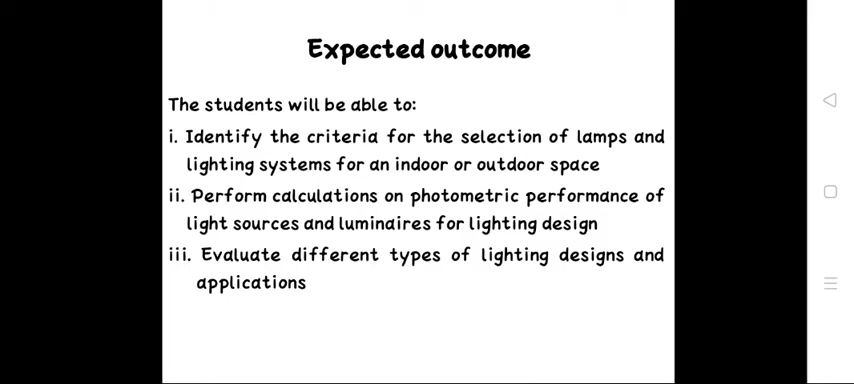 Expected outcome
The students will be able to:
i. Identify the criteria for the selection of lamps and
lighting systems for an indoor or outdoor space
ii. Perform calculations on photometric performance of
light sources and luminaires for lighting design
iii. Evaluate different types of lighting designs and
applications